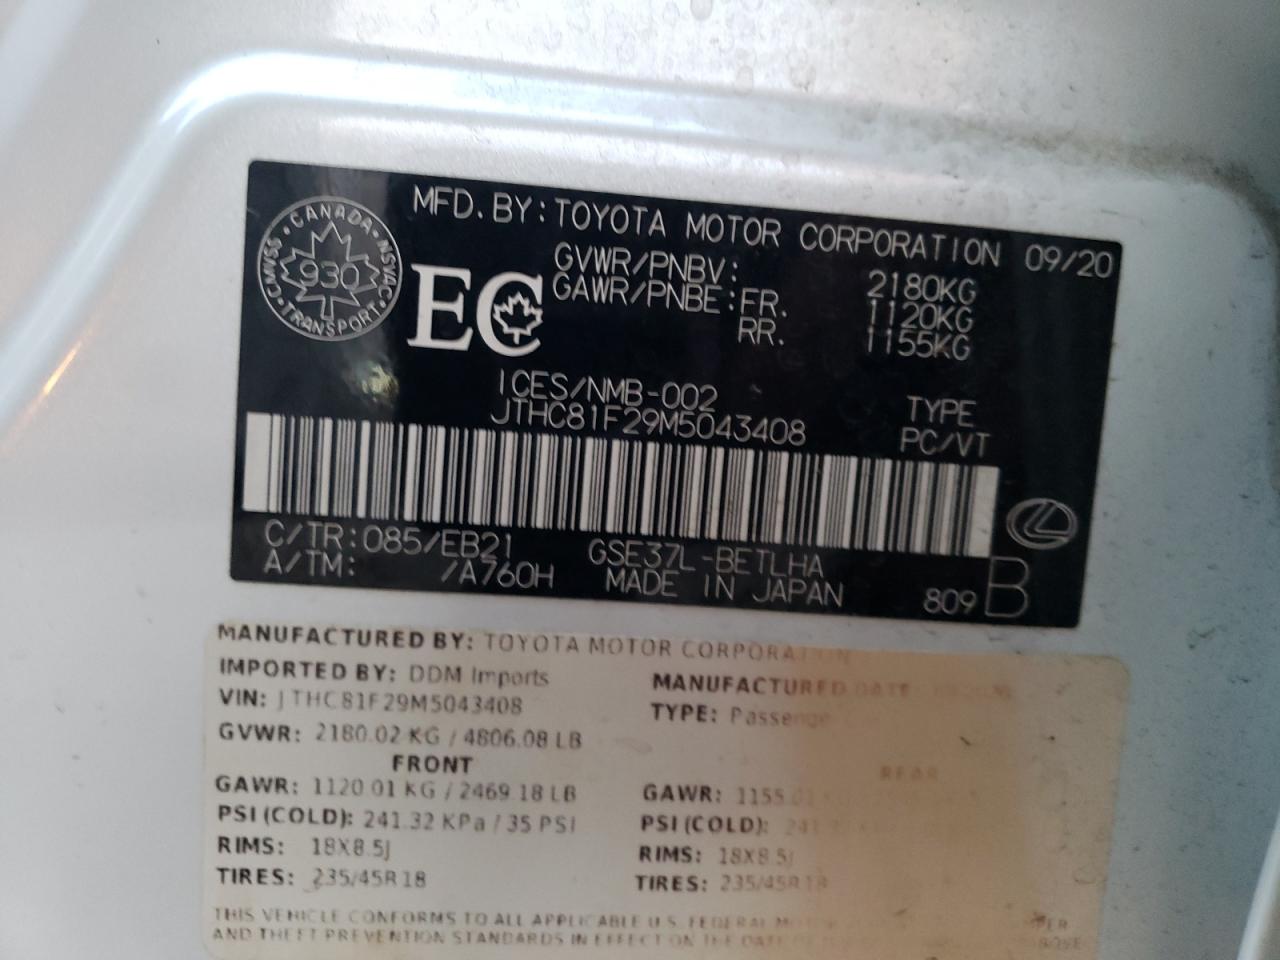 CANADA · NSVAC · TRANSPORT · CMVSS ·
930
MFD. BY: TOYOTA MOTOR CORPORATION 09/20
EC
GVWR/PNBV: 2180KG
GAWR/PNBE: FR. 1120KG
RR. 1155KG
ICES/NMB-002
JTHC81F29M5043408
TYPE
PC/VT
C/TR: 085/EB21 GSE37L-BETLHA
A/TM: /A760H MADE IN JAPAN 809 B
MANUFACTURED BY: TOYOTA MOTOR CORPORATION
IMPORTED BY: DDM Imports MANUFACTURED DATE:
VIN: JTHC81F29M5043408 TYPE: Passenge
GVWR: 2180.02 KG / 4806.08 LB
FRONT REAR
GAWR: 1120.01 KG / 2469.18 LB GAWR: 1155.01
PSI (COLD): 241.32 KPa / 35 PSI PSI (COLD):
RIMS: 18X8.5J RIMS: 18X8.5J
TIRES: 235/45R18 TIRES: 235/45R18
THIS VEHICLE CONFORMS TO ALL APPLICABLE U.S. FEDERAL
AND THEFT PREVENTION STANDARDS IN EFFECT ON THE DATE